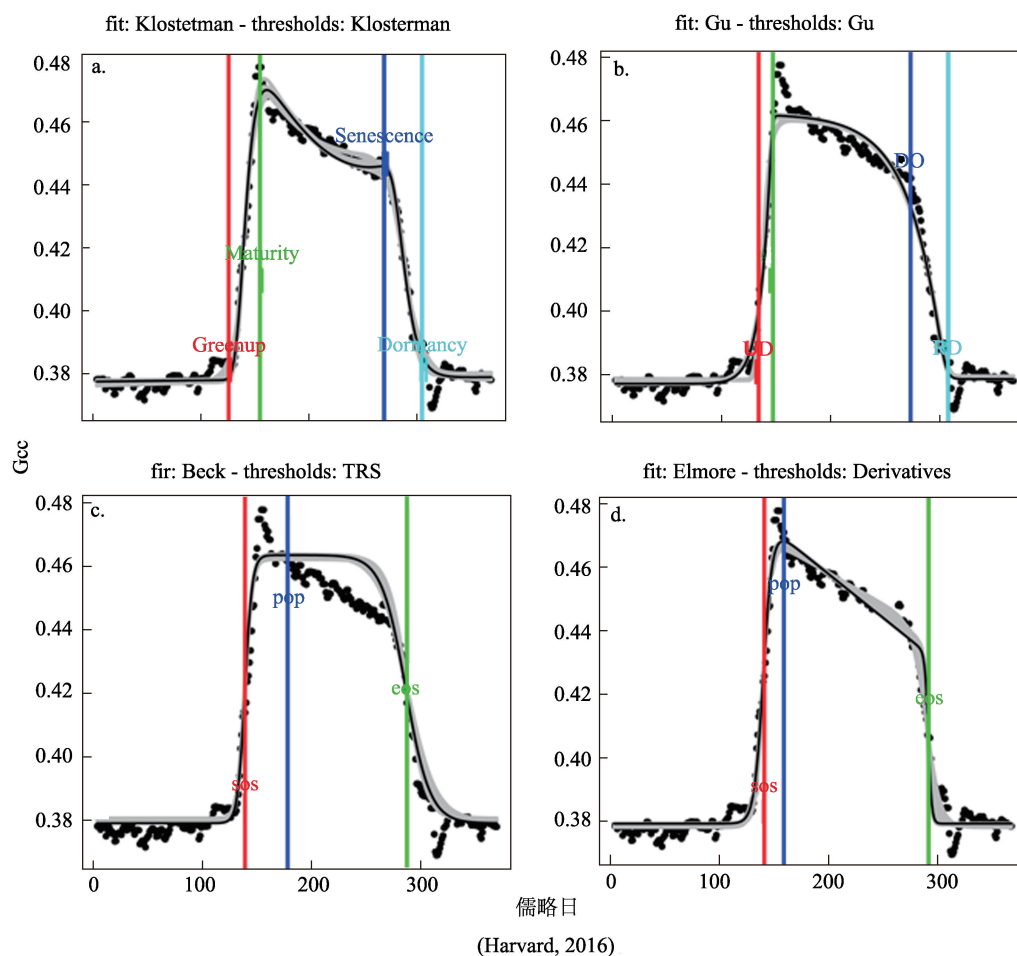 fit: Klostetman - thresholds: Klosterman
fit: Gu - thresholds: Gu
a.
0.48
0.46
0.44
0.42
0.40
0.38
Senescence
Maturity
Greenup
Dormancy
b.
0.48
0.46
0.44
0.42
0.40
0.38
DO
UD
RD
Gcc
fir: Beck - thresholds: TRS
fit: Elmore - thresholds: Derivatives
c.
0.48
0.46
0.44
0.42
0.40
0.38
pop
eos
sos
0
100
200
300
d.
0.48
0.46
0.44
0.42
0.40
0.38
pop
eos
sos
0
100
200
300
儒略日
(Harvard, 2016)